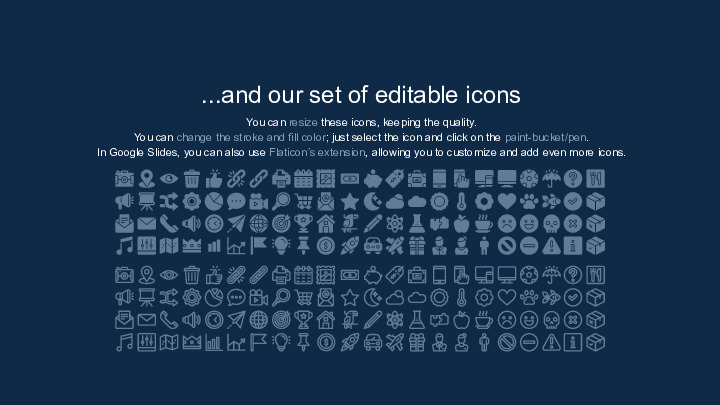 ...and our set of editable icons
You can resize these icons, keeping the quality.
You can change the stroke and fill color; just select the icon and click on the paint-bucket/pen.
In Google Slides, you can also use Flaticon's extension, allowing you to customize and add even more icons.